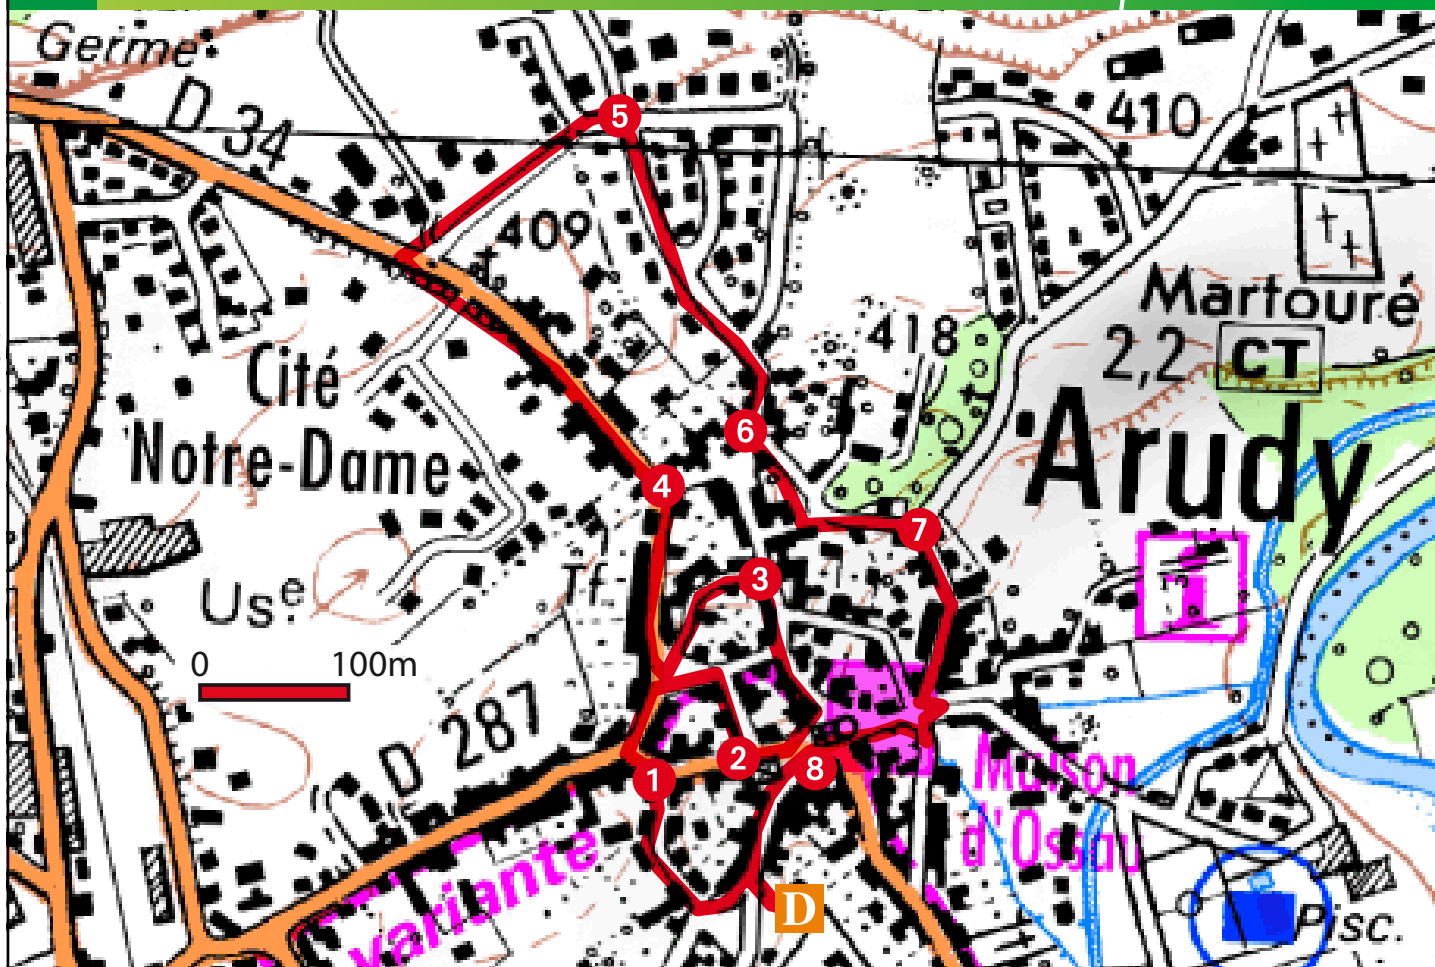 Germe
D 34
5
410
409
Martouré
418
2,2 CT
Cité
Notre-Dame
Arudy
6
4
7
Us.e
Tf
3
0 100m
D 287
2
1
8
Maison
d'Ossau
variante
D
Pisc.